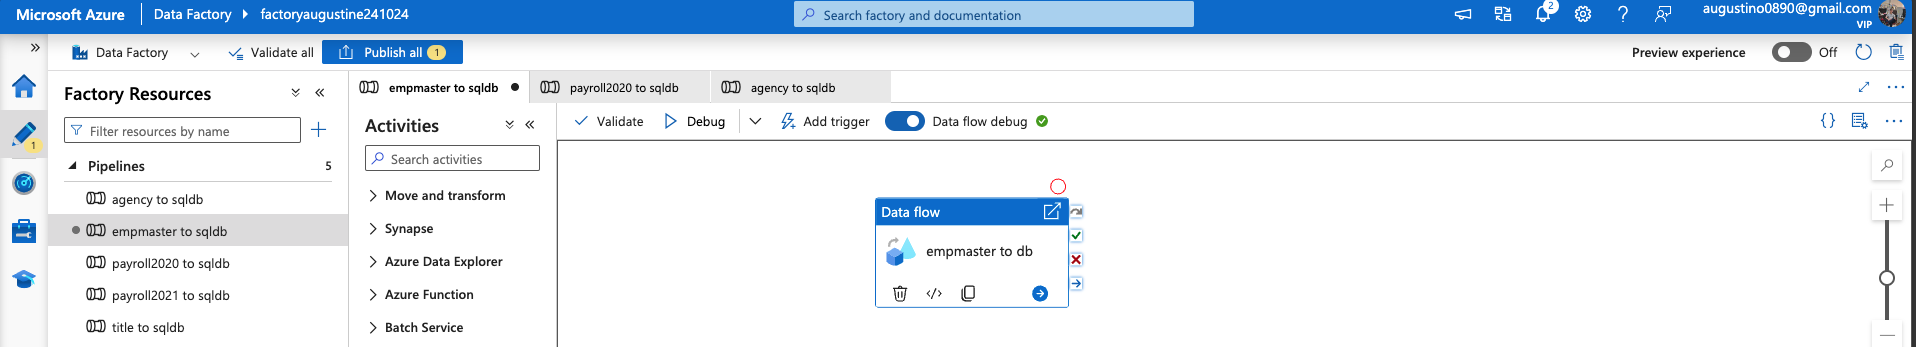 Microsoft Azure Data Factory factoryaugustine241024 Search factory and documentation 2 augustino0890@gmail.com
VIP
Data Factory Validate all Publish all 1 Preview experience Off
Factory Resources
Filter resources by name
1
Pipelines 5
agency to sqldb
empmaster to sqldb
payroll2020 to sqldb
payroll2021 to sqldb
title to sqldb
empmaster to sqldb payroll2020 to sqldb agency to sqldb
Activities
Search activities
Move and transform
Synapse
Azure Data Explorer
Azure Function
Batch Service
Validate Debug Add trigger Data flow debug {}
Data flow
empmaster to db